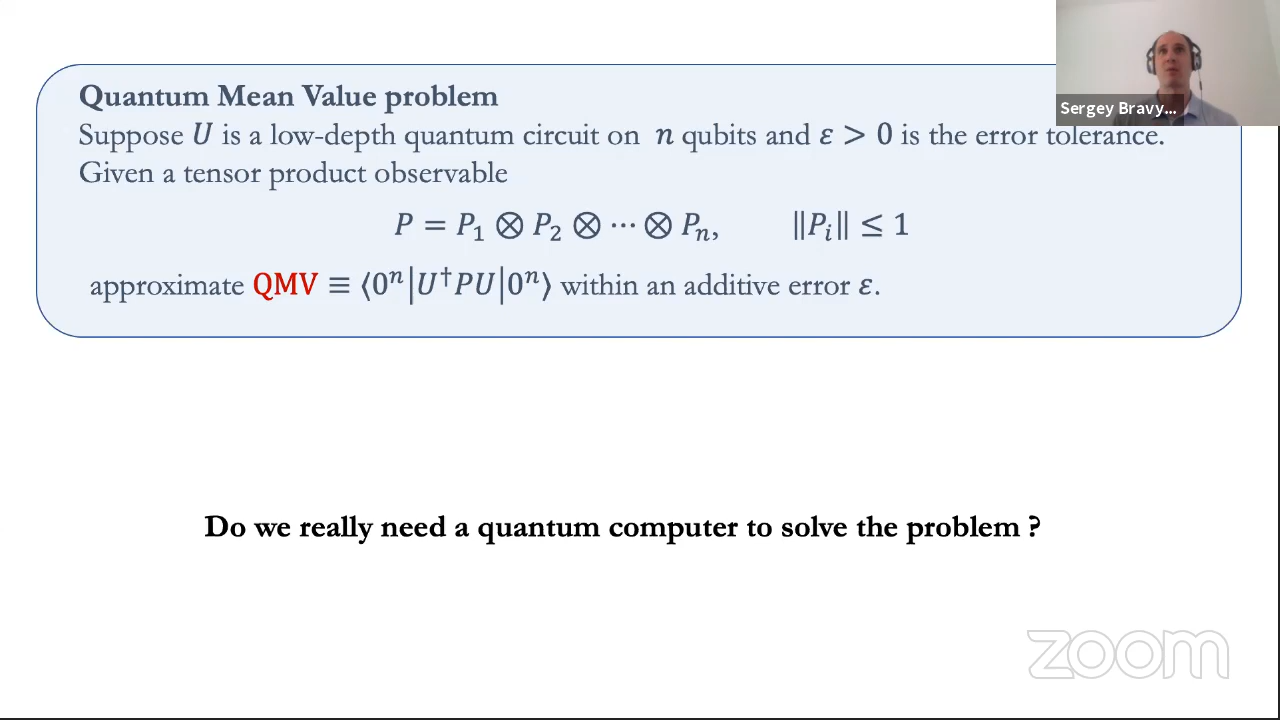 Quantum Mean Value problem
Suppose 𝑈 is a low-depth quantum circuit on 𝑛 qubits and 𝜀 > 0 is the error tolerance.
Given a tensor product observable
𝑃 = 𝑃₁ ⊗ 𝑃₂ ⊗ ⋯ ⊗ 𝑃ₙ, ‖𝑃ᵢ‖ ≤ 1
approximate QMV ≡ ⟨0ⁿ|𝑈†𝑃𝑈|0ⁿ⟩ within an additive error 𝜀.
Do we really need a quantum computer to solve the problem ?
Sergey Bravy...
zoom